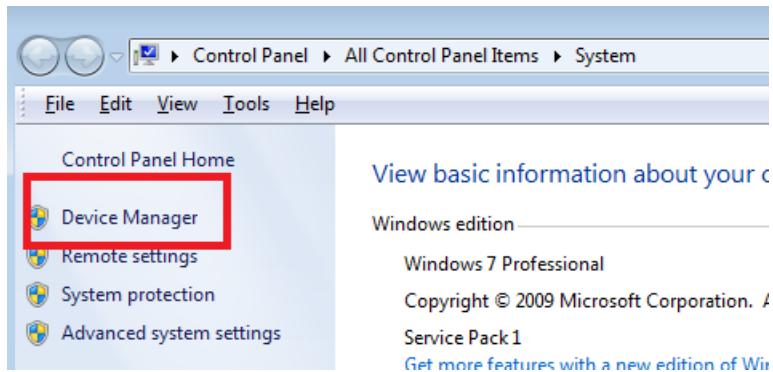 Control Panel All Control Panel Items System
File Edit View Tools Help
Control Panel Home
Device Manager
Remote settings
System protection
Advanced system settings
View basic information about your
Windows edition
Windows 7 Professional
Copyright © 2009 Microsoft Corporation.
Service Pack 1
Get more features with a new edition of